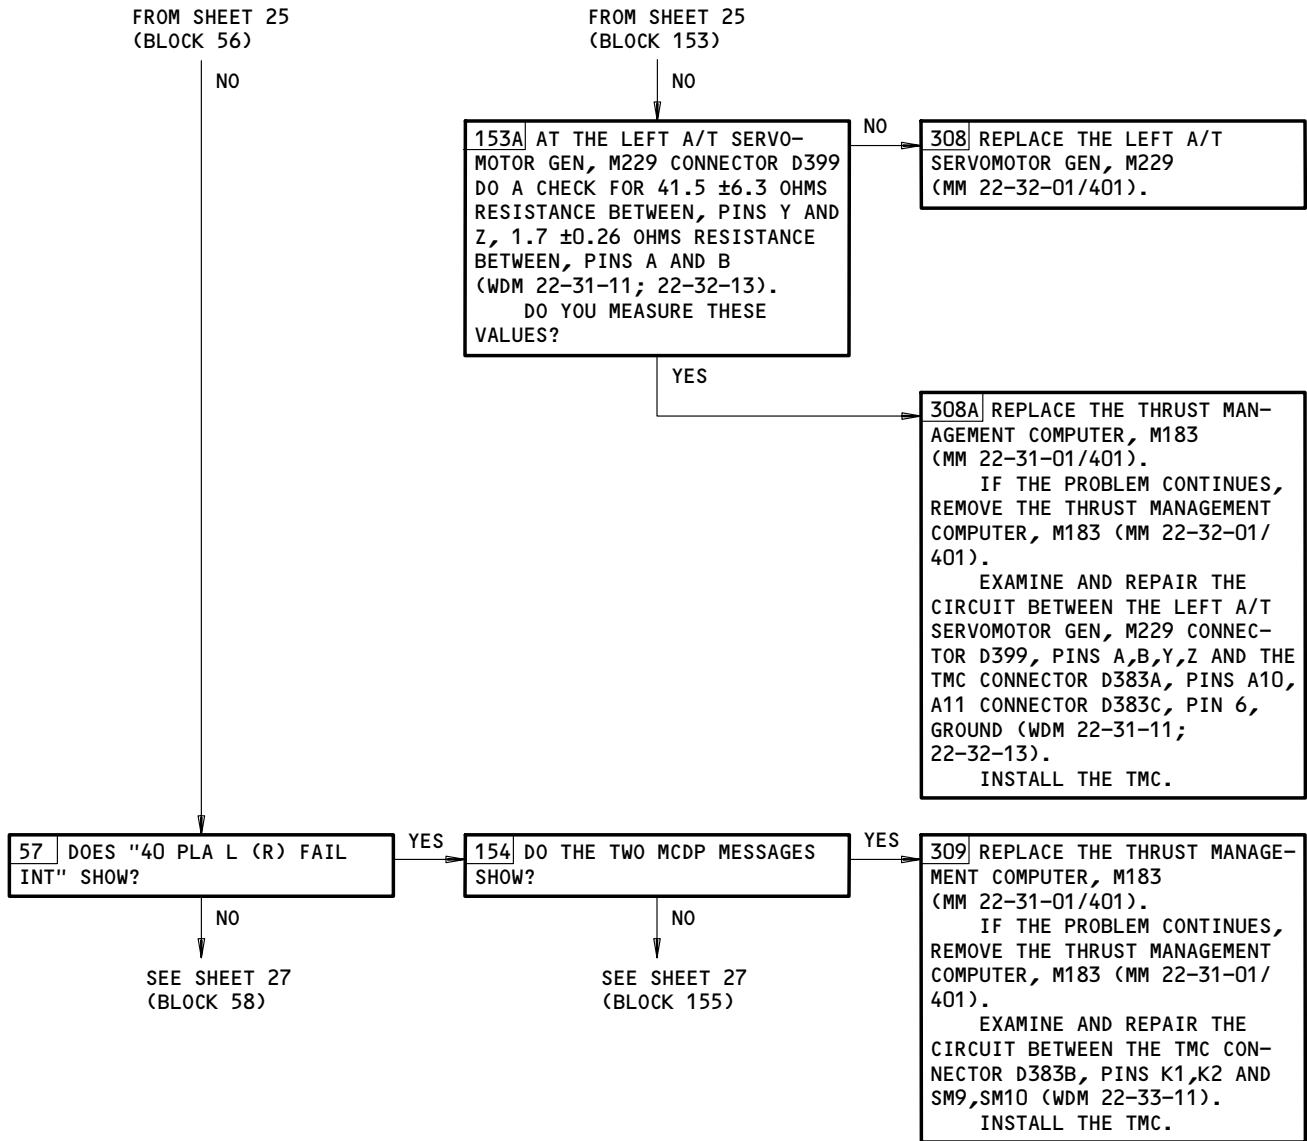 FROM SHEET 25
(BLOCK 56)
NO
FROM SHEET 25
(BLOCK 153)
NO
153A AT THE LEFT A/T SERVO-
MOTOR GEN, M229 CONNECTOR D399
DO A CHECK FOR 41.5 ±6.3 OHMS
RESISTANCE BETWEEN, PINS Y AND
Z, 1.7 ±0.26 OHMS RESISTANCE
BETWEEN, PINS A AND B
(WDM 22-31-11; 22-32-13).
DO YOU MEASURE THESE
VALUES?
NO
308 REPLACE THE LEFT A/T
SERVOMOTOR GEN, M229
(MM 22-32-01/401).
YES
308A REPLACE THE THRUST MAN-
AGEMENT COMPUTER, M183
(MM 22-31-01/401).
IF THE PROBLEM CONTINUES,
REMOVE THE THRUST MANAGEMENT
COMPUTER, M183 (MM 22-32-01/
401).
EXAMINE AND REPAIR THE
CIRCUIT BETWEEN THE LEFT A/T
SERVOMOTOR GEN, M229 CONNEC-
TOR D399, PINS A,B,Y,Z AND THE
TMC CONNECTOR D383A, PINS A10,
A11 CONNECTOR D383C, PIN 6,
GROUND (WDM 22-31-11;
22-32-13).
INSTALL THE TMC.
57 DOES "40 PLA L (R) FAIL
INT" SHOW?
YES
154 DO THE TWO MCDP MESSAGES
SHOW?
YES
309 REPLACE THE THRUST MANAGE-
MENT COMPUTER, M183
(MM 22-31-01/401).
IF THE PROBLEM CONTINUES,
REMOVE THE THRUST MANAGEMENT
COMPUTER, M183 (MM 22-31-01/
401).
EXAMINE AND REPAIR THE
CIRCUIT BETWEEN THE TMC CON-
NECTOR D383B, PINS K1,K2 AND
SM9,SM10 (WDM 22-33-11).
INSTALL THE TMC.
NO
SEE SHEET 27
(BLOCK 58)
NO
SEE SHEET 27
(BLOCK 155)